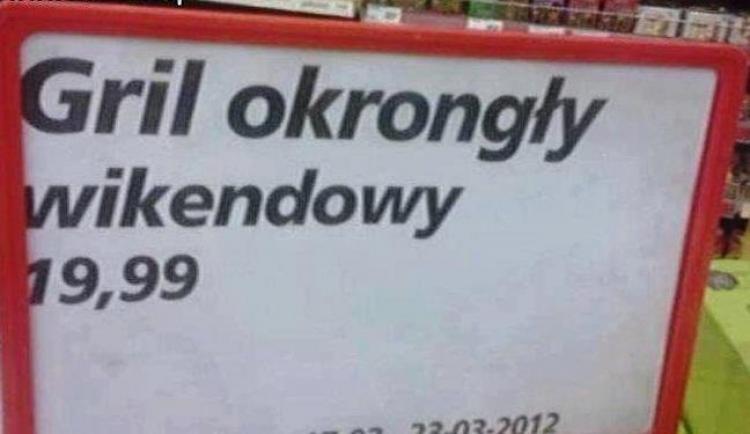 Gril okrongły
wikendowy
19,99
23-03-2012